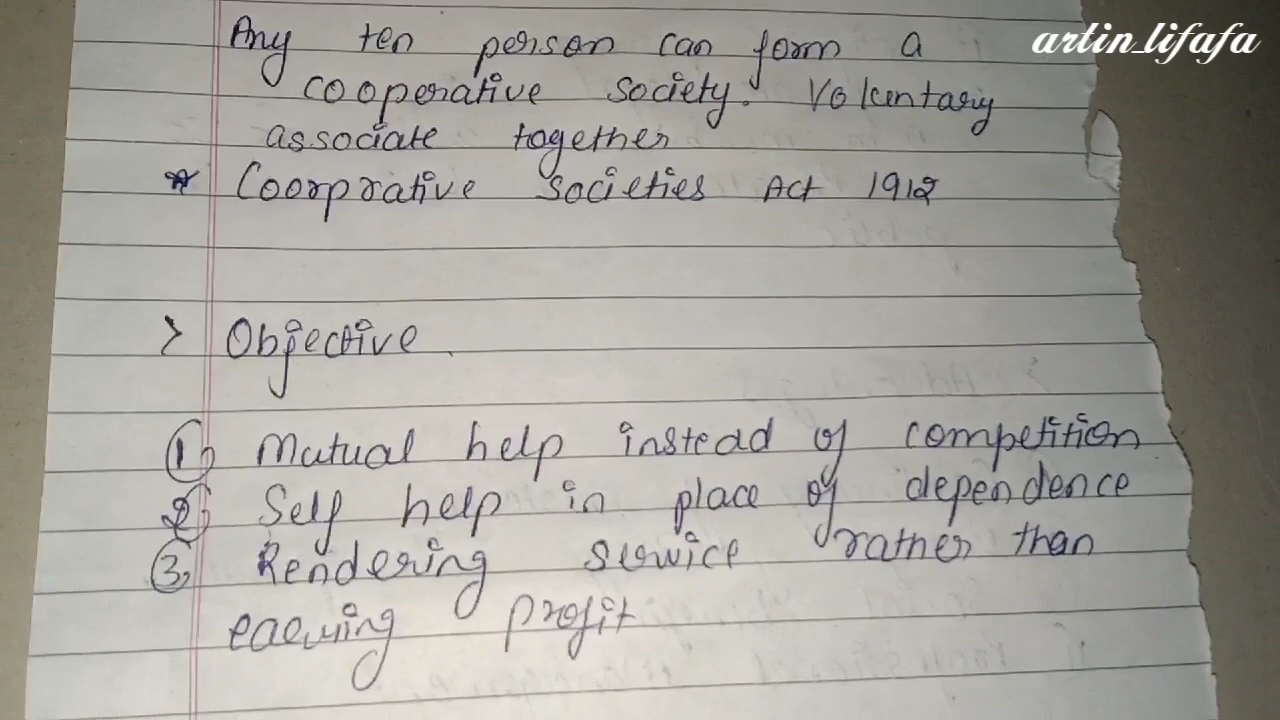 artin_lifafa
Any ten person can form a
cooperative society. Volentary
associate together
* Coorprative Societies Act 1912
> Objective.
1) Mutual help instead of competition
2) Self help in place of dependence
3) Rendering service rather than
earning profit